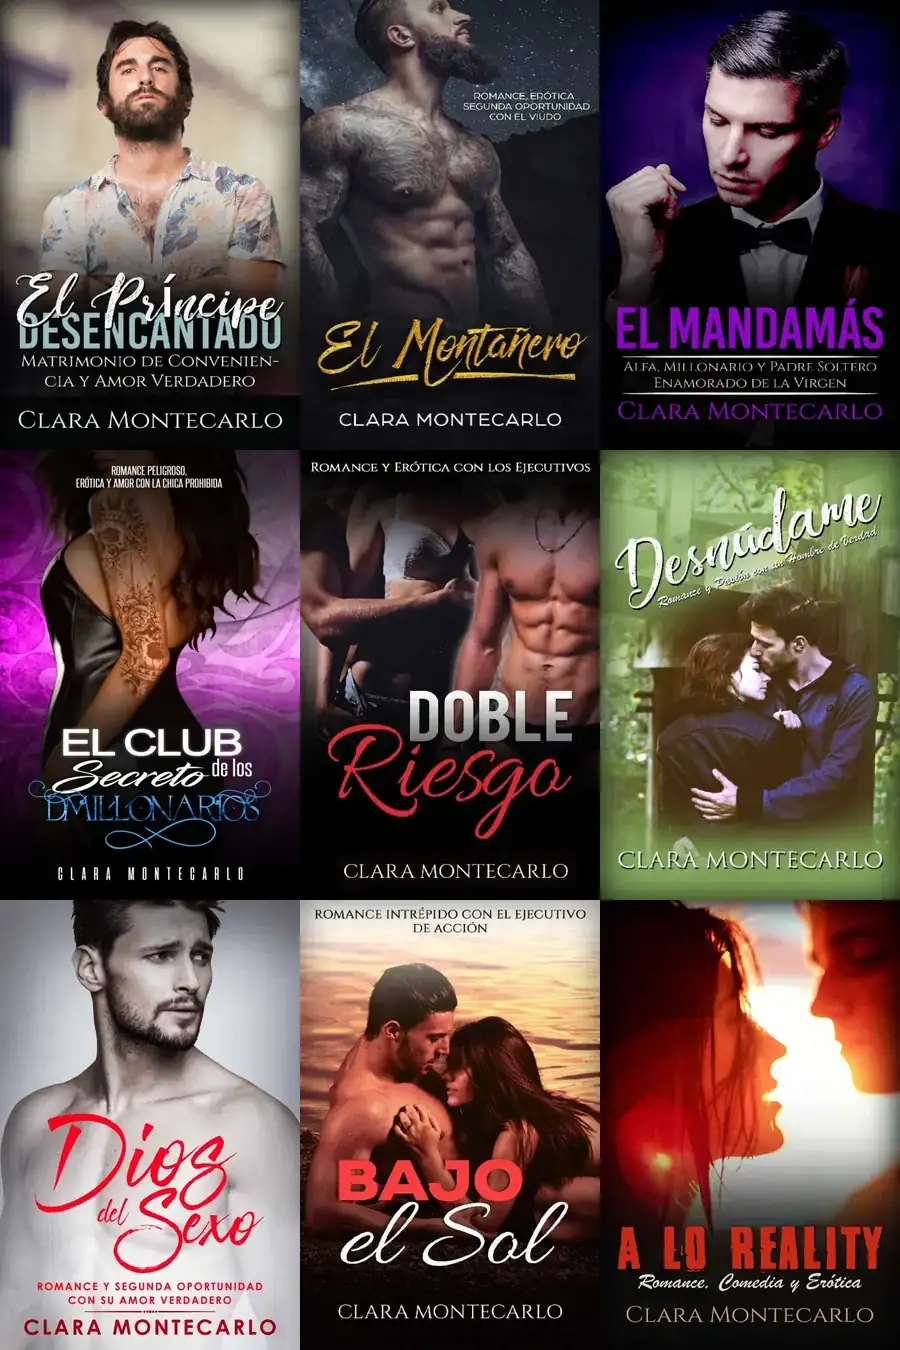 El Príncipe
DESENCANTADO
MATRIMONIO DE CONVENIEN-
CIA Y AMOR VERDADERO
CLARA MONTECARLO
ROMANCE, ERÓTICA
SEGUNDA OPORTUNIDAD
CON EL VIUDO
El Montañero
CLARA MONTECARLO
EL MANDAMÁS
ALFA, MILLONARIO Y PADRE SOLTERO
ENAMORADO DE LA VIRGEN
CLARA MONTECARLO
ROMANCE PELIGROSO,
ERÓTICA Y AMOR CON LA CHICA PROHIBIDA
EL CLUB
Secreto de los
DMILLONARIOS
CLARA MONTECARLO
ROMANCE Y ERÓTICA CON LOS EJECUTIVOS
DOBLE
Riesgo
CLARA MONTECARLO
Desnúdame
Romance y Pasión con un Hombre de Verdad
CLARA MONTECARLO
Dios
del Sexo
ROMANCE Y SEGUNDA OPORTUNIDAD
CON SU AMOR VERDADERO
CLARA MONTECARLO
ROMANCE INTRÉPIDO CON EL EJECUTIVO
DE ACCIÓN
BAJO
el Sol
CLARA MONTECARLO
A LO REALITY
Romance, Comedia y Erótica
CLARA MONTECARLO